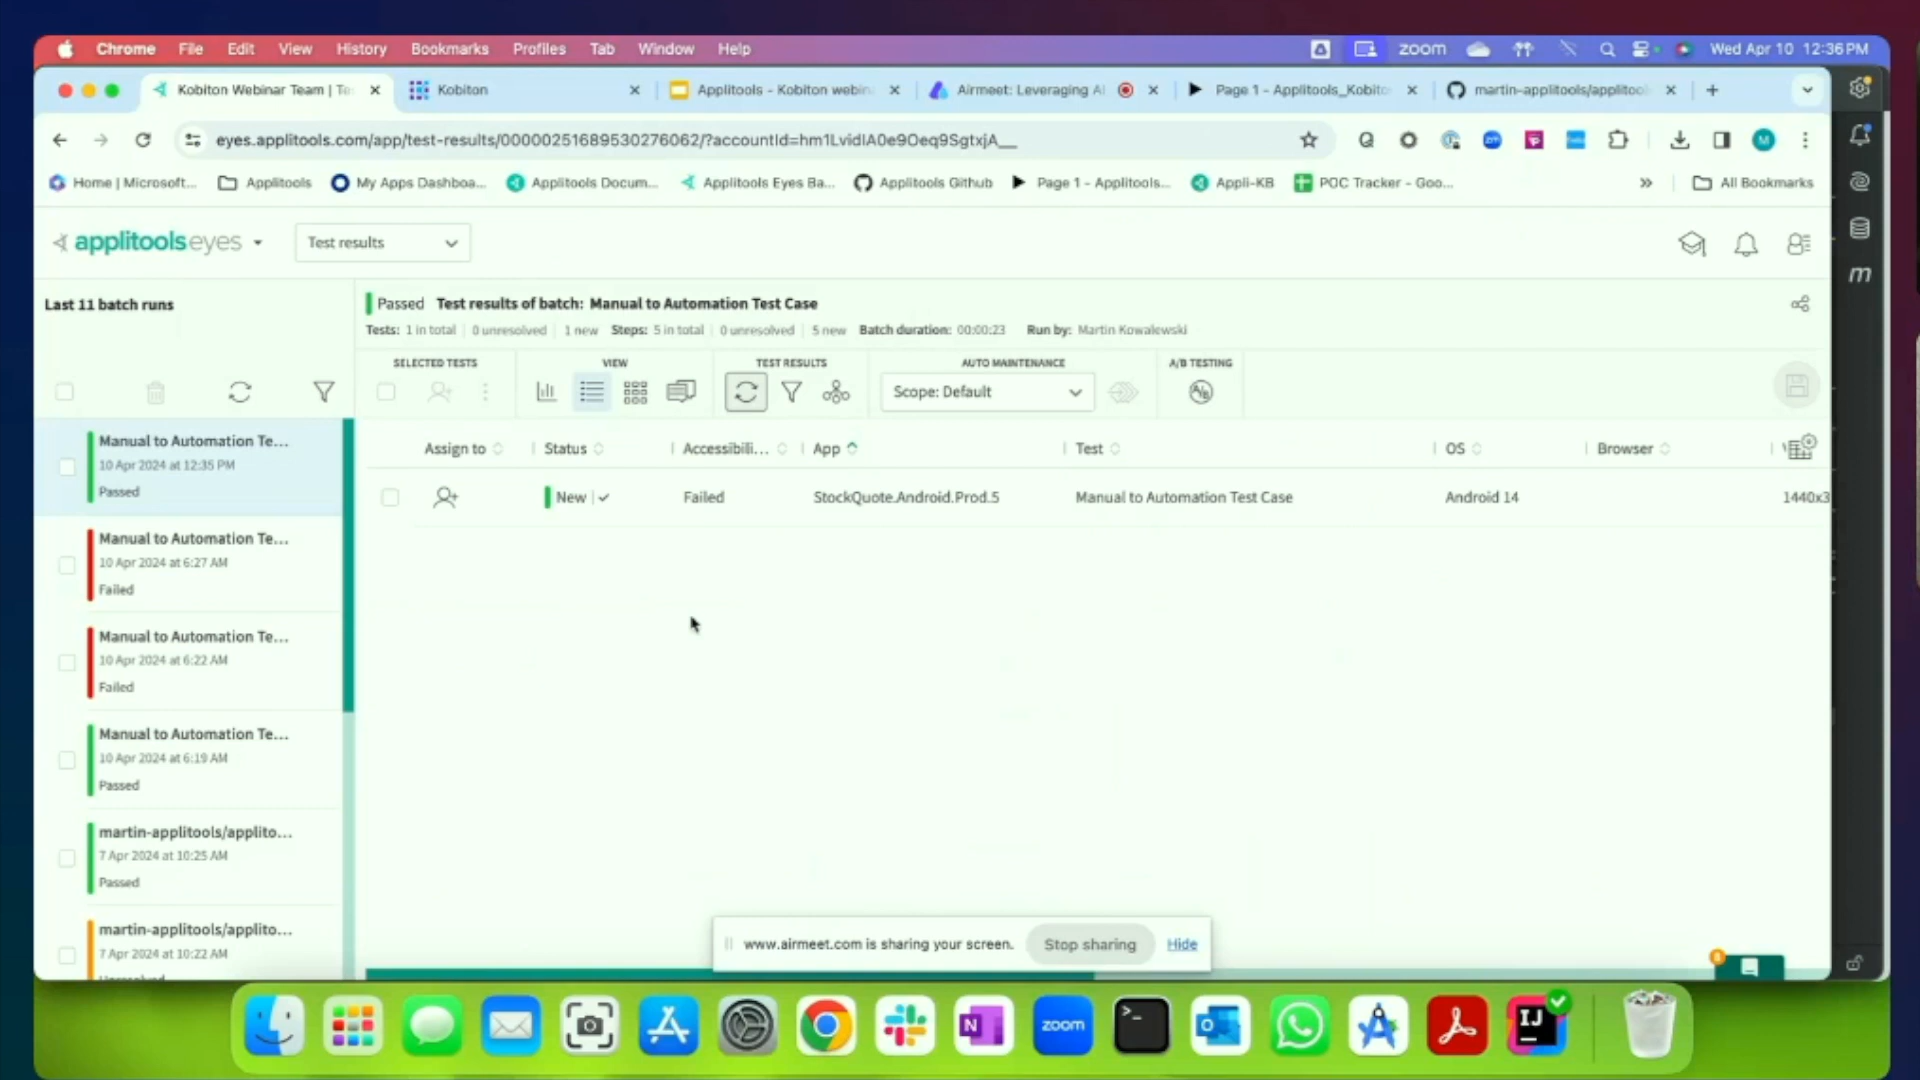 Chrome File Edit View History Bookmarks Profiles Tab Window Help zoom Wed Apr 10 12:36 PM
Kobiton Webinar Team | Te Kobiton Applitools - Kobiton webin Airmeet: Leveraging AI Page 1 - Applitools_Kobito martin-applitools/applitool
eyes.applitools.com/app/test-results/00000251689530276062/?accountId=hm1LvidIA0e9Oeq9SgtxjA__ M
Home | Microsoft... Applitools My Apps Dashboa... Applitools Docum... Applitools Eyes Ba... Applitools Github Page 1 - Applitools... Appli-KB POC Tracker - Goo... All Bookmarks
applitools eyes Test results
m
Last 11 batch runs
Passed Test results of batch: Manual to Automation Test Case
Tests: 1 in total | 0 unresolved | 1 new Steps: 5 in total | 0 unresolved | 5 new Batch duration: 00:00:23 Run by: Martin Kowalewski
SELECTED TESTS VIEW TEST RESULTS AUTO MAINTENANCE A/B TESTING
Scope: Default
Assign to Status Accessibili... App Test OS Browser
New Failed StockQuote.Android.Prod.5 Manual to Automation Test Case Android 14 1440x3
Manual to Automation Te...
10 Apr 2024 at 12:35 PM
Passed
Manual to Automation Te...
10 Apr 2024 at 6:27 AM
Failed
Manual to Automation Te...
10 Apr 2024 at 6:22 AM
Failed
Manual to Automation Te...
10 Apr 2024 at 6:19 AM
Passed
martin-applitools/applito...
7 Apr 2024 at 10:25 AM
Passed
martin-applitools/applito...
7 Apr 2024 at 10:22 AM
Unresolved
www.airmeet.com is sharing your screen. Stop sharing Hide
zoom
IJ